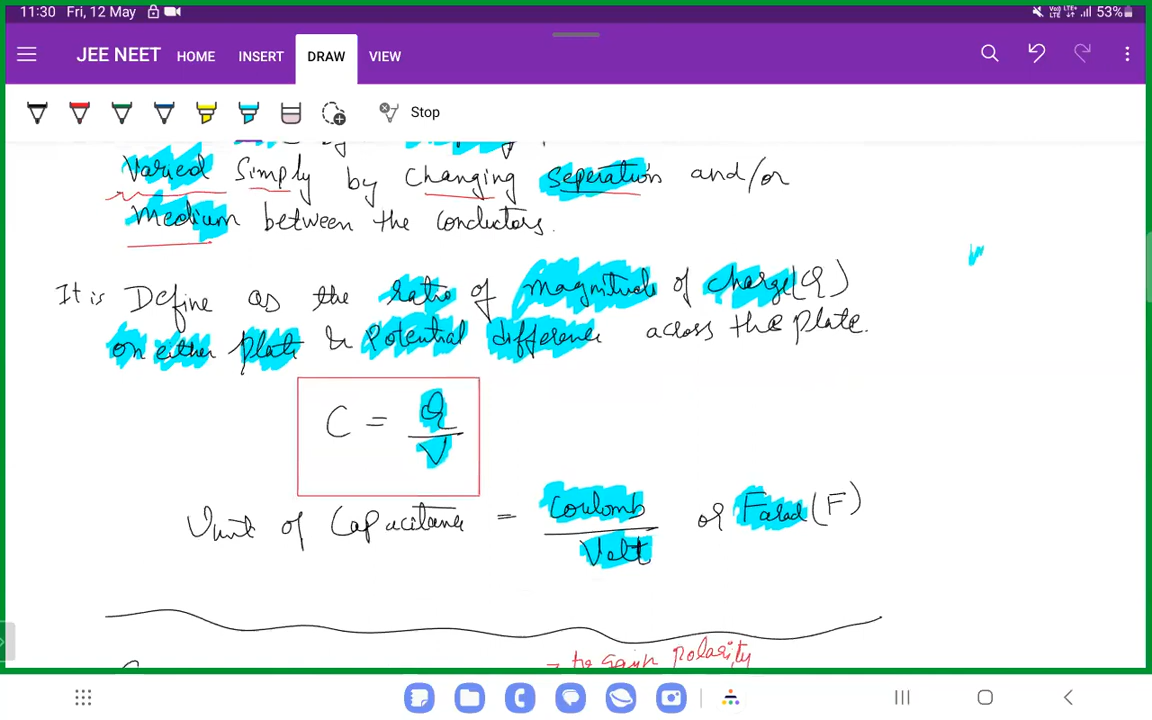 11:30 Fri, 12 May
53%
JEE NEET HOME INSERT DRAW VIEW
Stop
Varied Simply by changing Seperation and/or
Medium between the conductors.
It is Define as the ratio of magnitude of charge (Q)
on either plate & Potential difference across the plate.
C = Q/V
Unit of Capacitance = Coulomb/Volt or Farad (F)
polarity